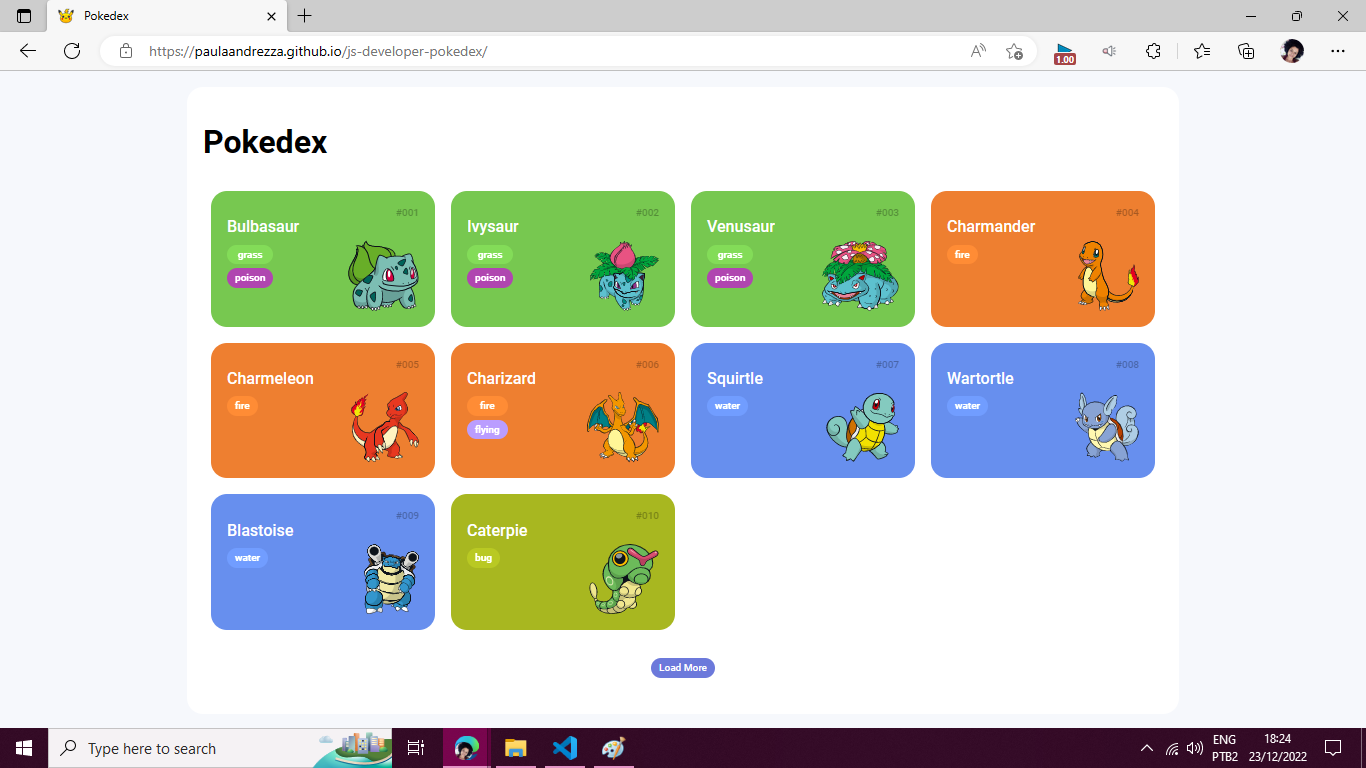 Pokedex
https://paulaandrezza.github.io/js-developer-pokedex/
1.00
Pokedex
#001
Bulbasaur
grass
poison
#002
Ivysaur
grass
poison
#003
Venusaur
grass
poison
#004
Charmander
fire
#005
Charmeleon
fire
#006
Charizard
fire
flying
#007
Squirtle
water
#008
Wartortle
water
#009
Blastoise
water
#010
Caterpie
bug
Load More
Type here to search
ENG
PTB2
18:24
23/12/2022